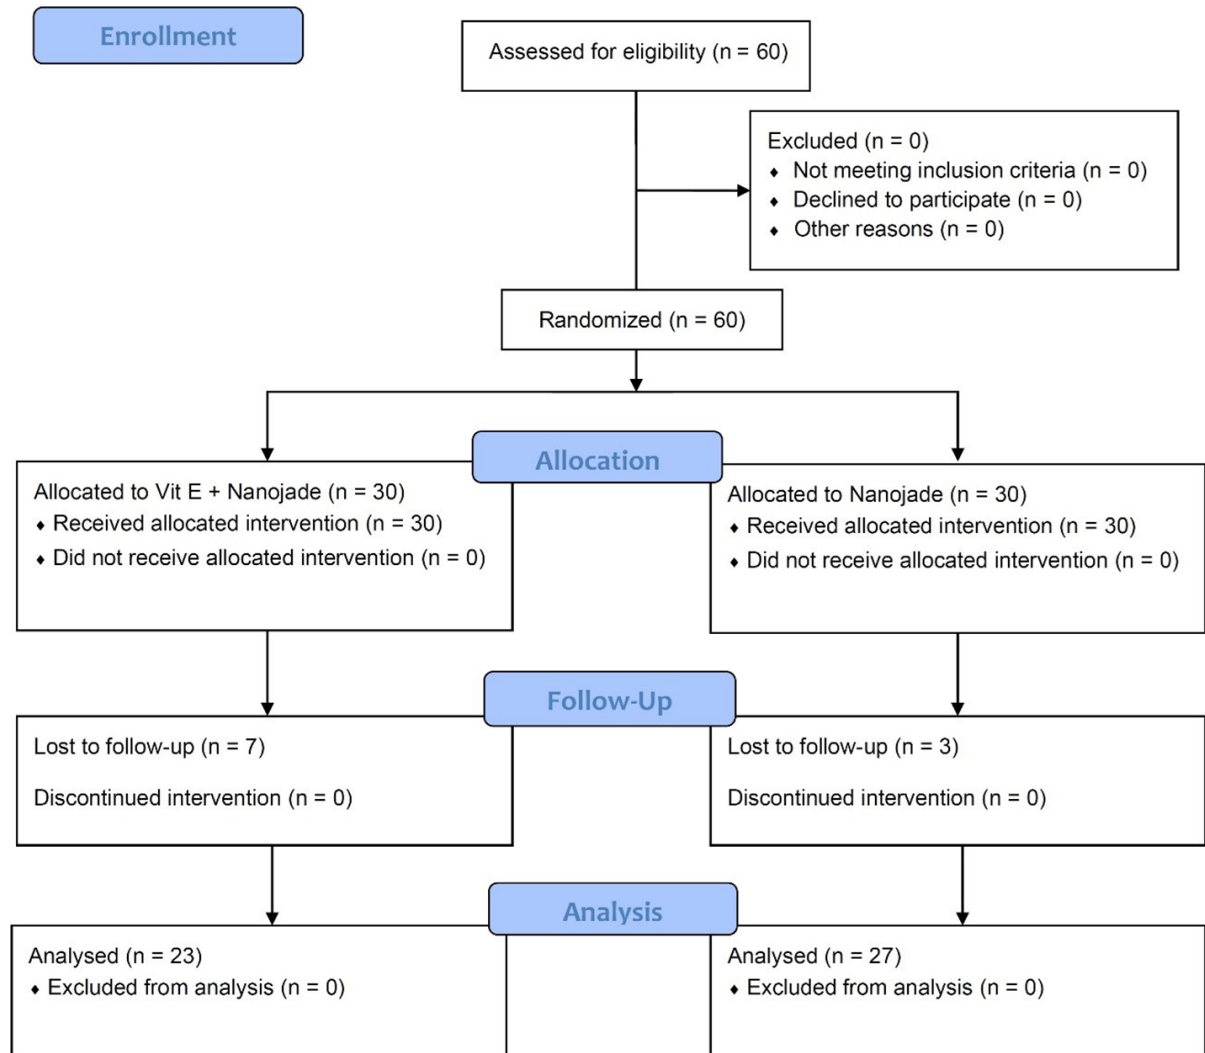 Enrollment
Assessed for eligibility (n = 60)
Excluded (n = 0)
⬧ Not meeting inclusion criteria (n = 0)
⬧ Declined to participate (n = 0)
⬧ Other reasons (n = 0)
Randomized (n = 60)
Allocation
Allocated to Vit E + Nanojade (n = 30)
⬧ Received allocated intervention (n = 30)
⬧ Did not receive allocated intervention (n = 0)
Allocated to Nanojade (n = 30)
⬧ Received allocated intervention (n = 30)
⬧ Did not receive allocated intervention (n = 0)
Follow-Up
Lost to follow-up (n = 7)
Discontinued intervention (n = 0)
Lost to follow-up (n = 3)
Discontinued intervention (n = 0)
Analysis
Analysed (n = 23)
⬧ Excluded from analysis (n = 0)
Analysed (n = 27)
⬧ Excluded from analysis (n = 0)